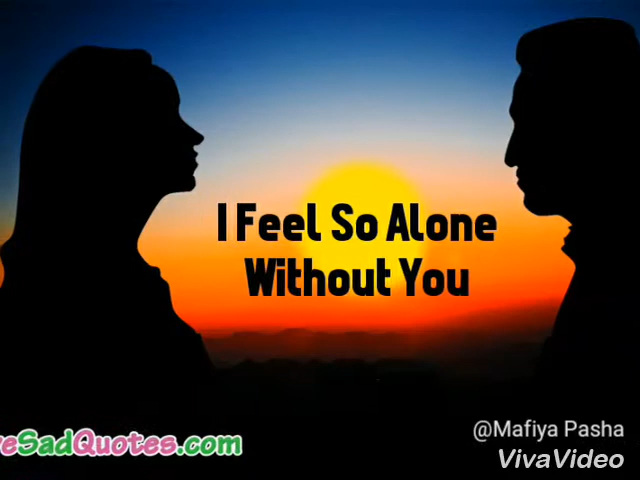 I Feel So Alone
Without You
eSadQuotes.com
@Mafiya Pasha
VivaVideo